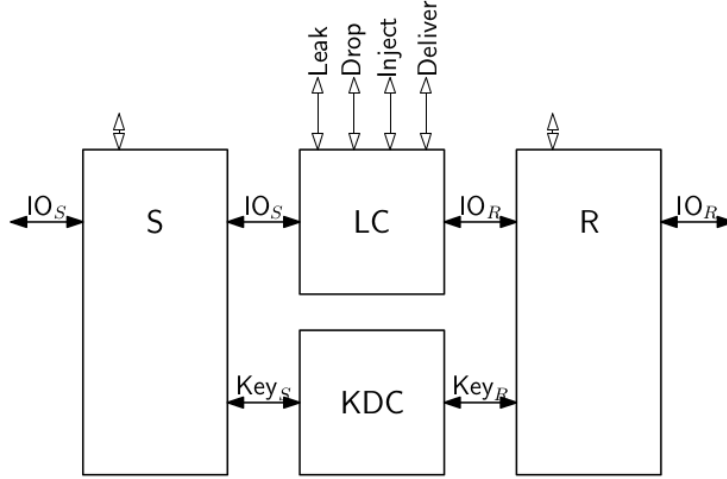 Leak
Drop
Inject
Deliver
IO_S
S
IO_S
LC
IO_R
R
IO_R
Key_S
KDC
Key_R